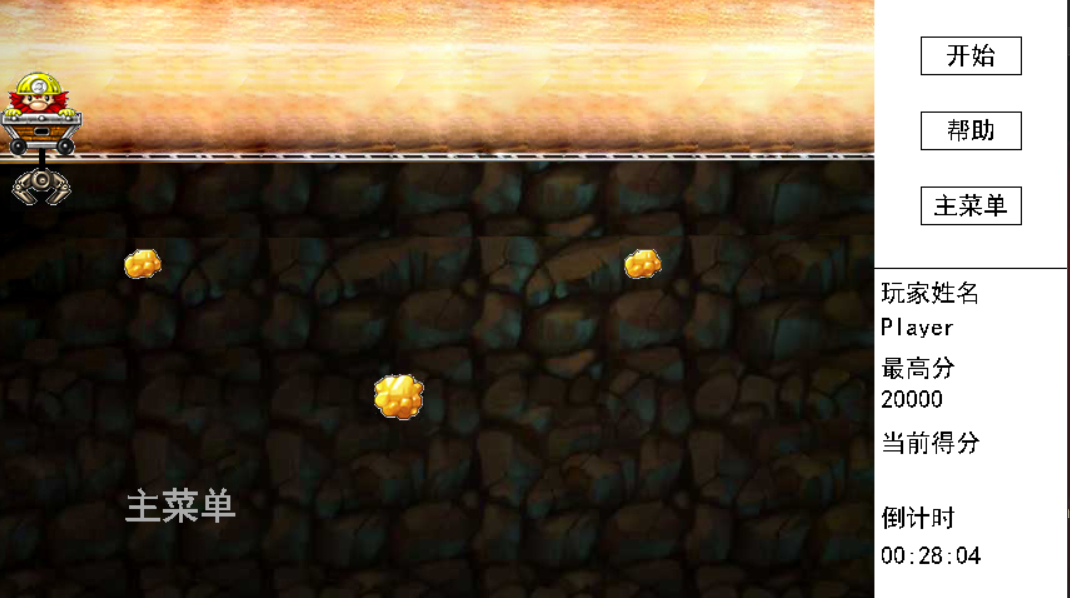 开始
帮助
主菜单
玩家姓名
Player
最高分
20000
当前得分
倒计时
00:28:04
主菜单